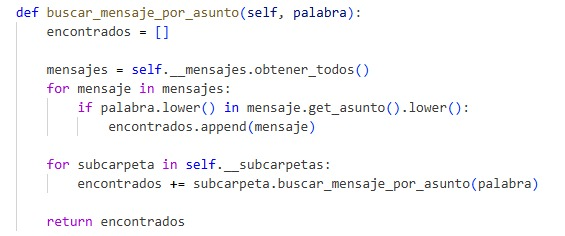 def buscar_mensaje_por_asunto(self, palabra):
    encontrados = []

    mensajes = self.__mensajes.obtener_todos()
    for mensaje in mensajes:
        if palabra.lower() in mensaje.get_asunto().lower():
            encontrados.append(mensaje)

    for subcarpeta in self.__subcarpetas:
        encontrados += subcarpeta.buscar_mensaje_por_asunto(palabra)

    return encontrados